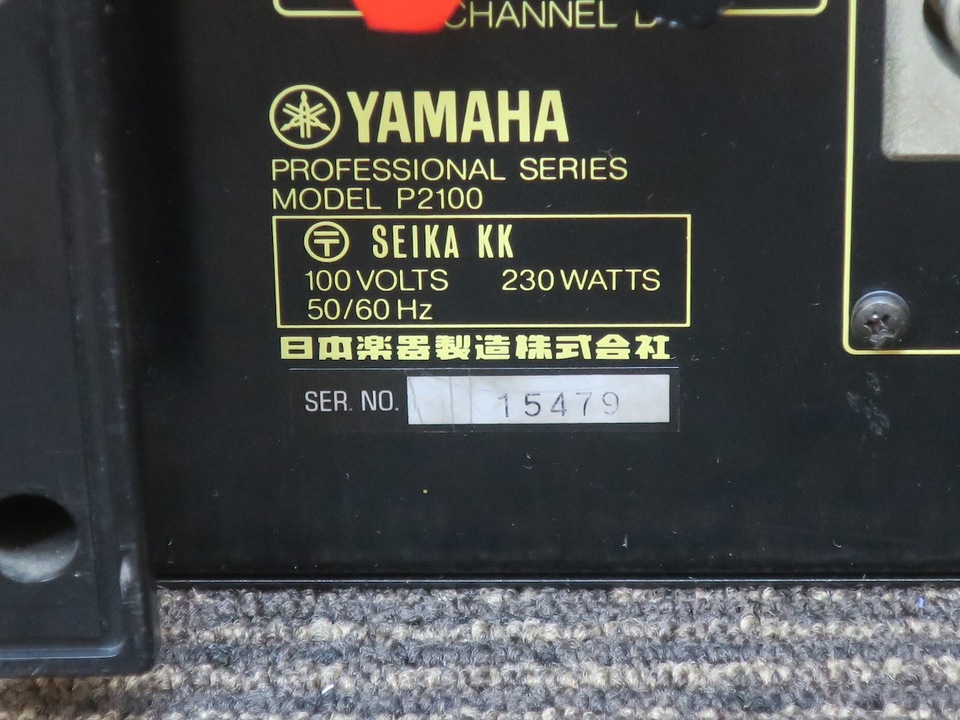 CHANNEL B
YAMAHA
PROFESSIONAL SERIES
MODEL P2100
〒 SEIKA KK
100 VOLTS 230 WATTS
50/60 Hz
日本楽器製造株式会社
SER. NO. 15479